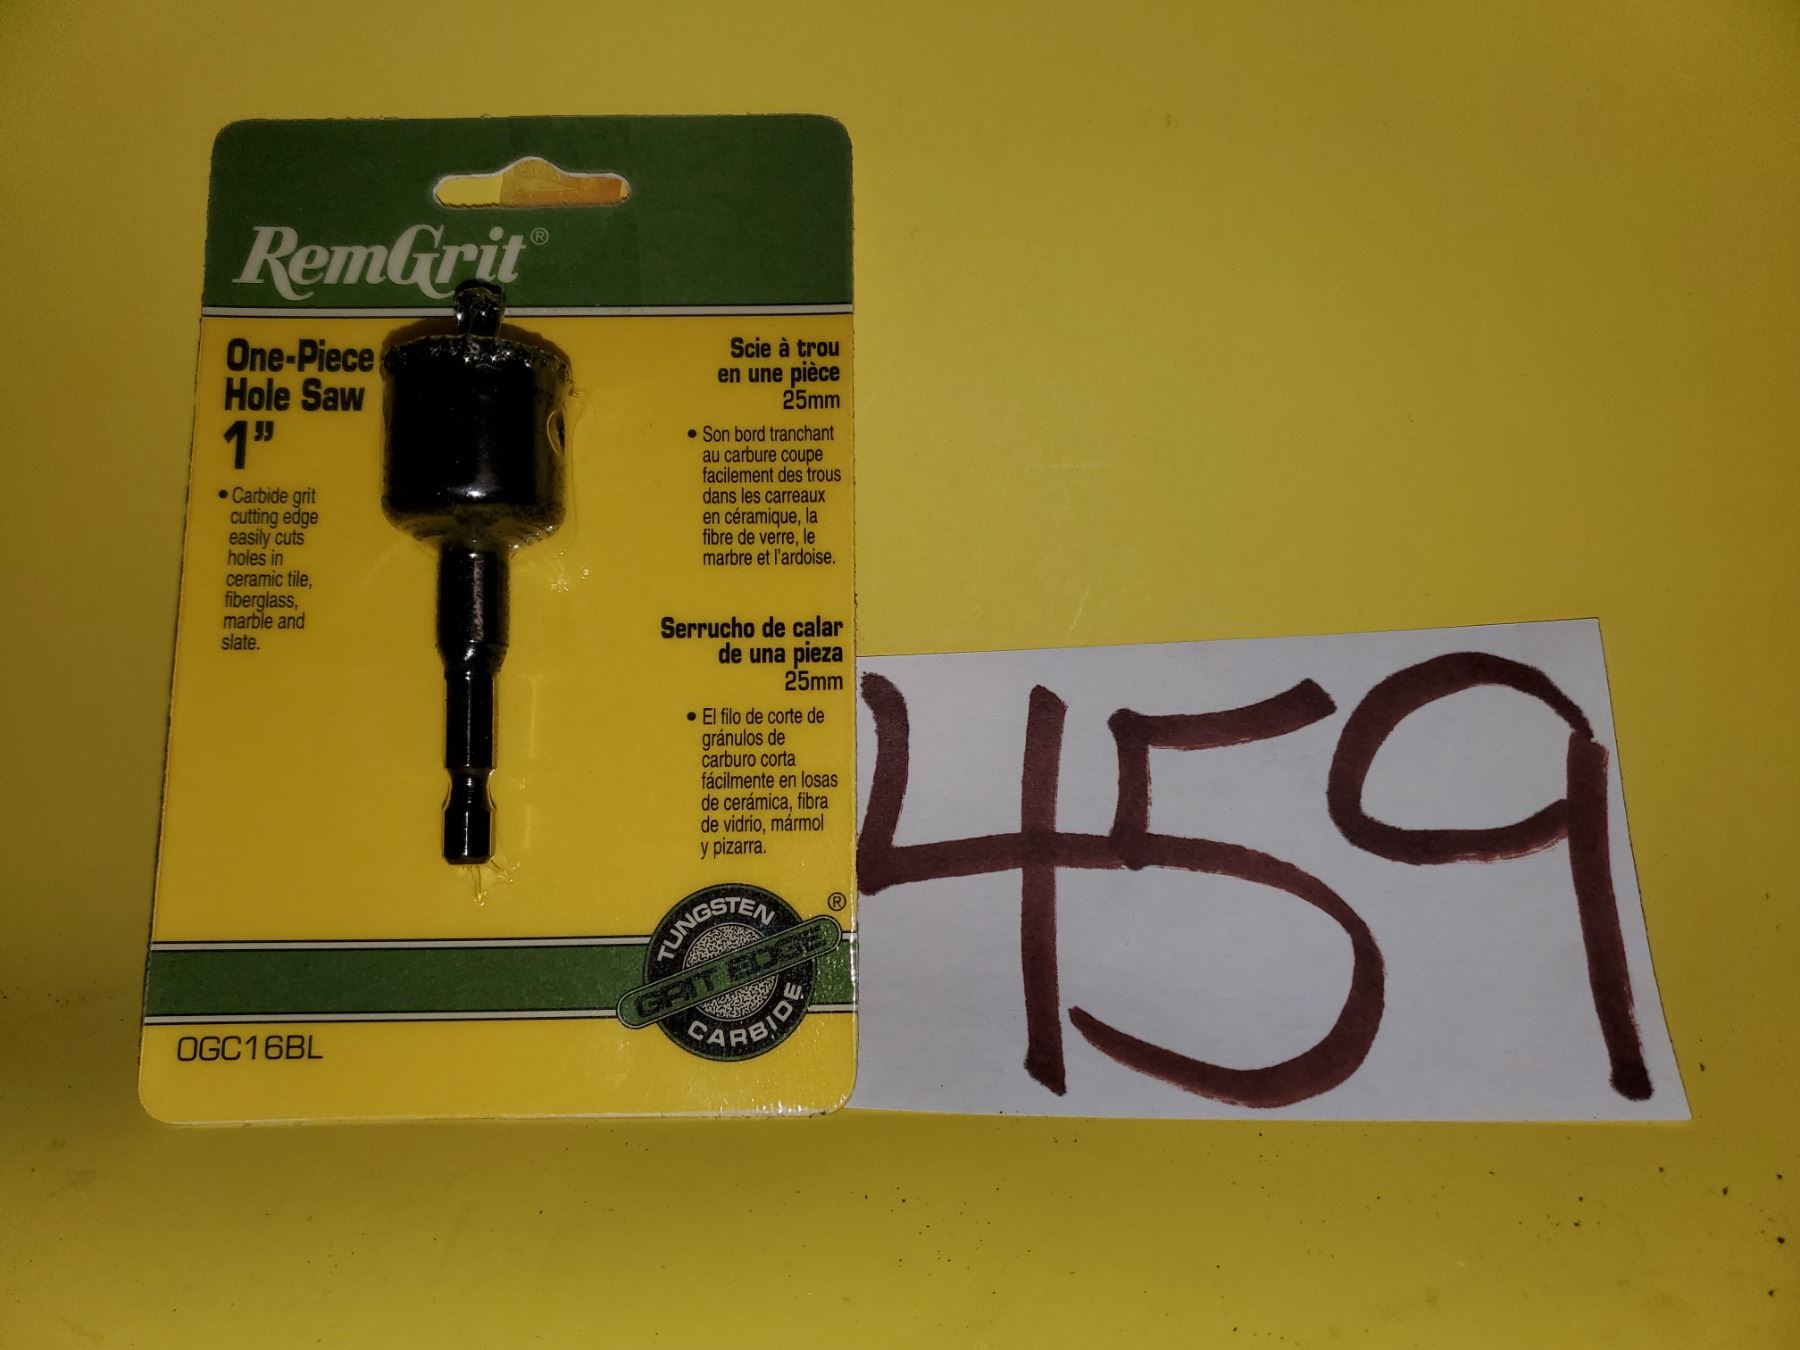 RemGrit®
One-Piece
Hole Saw
1”
• Carbide grit
cutting edge
easily cuts
holes in
ceramic tile,
fiberglass,
marble and
slate.
Scie à trou
en une pièce
25mm
• Son bord tranchant
au carbure coupe
facilement des trous
dans les carreaux
en céramique, la
fibre de verre, le
marbre et l'ardoise.
Serrucho de calar
de una pieza
25mm
• El filo de corte de
gránulos de
carburo corta
fácilmente en losas
de cerámica, fibra
de vidrio, mármol
y pizarra.
TUNGSTEN
GRIT EDGE®
CARBIDE
OGC16BL
459